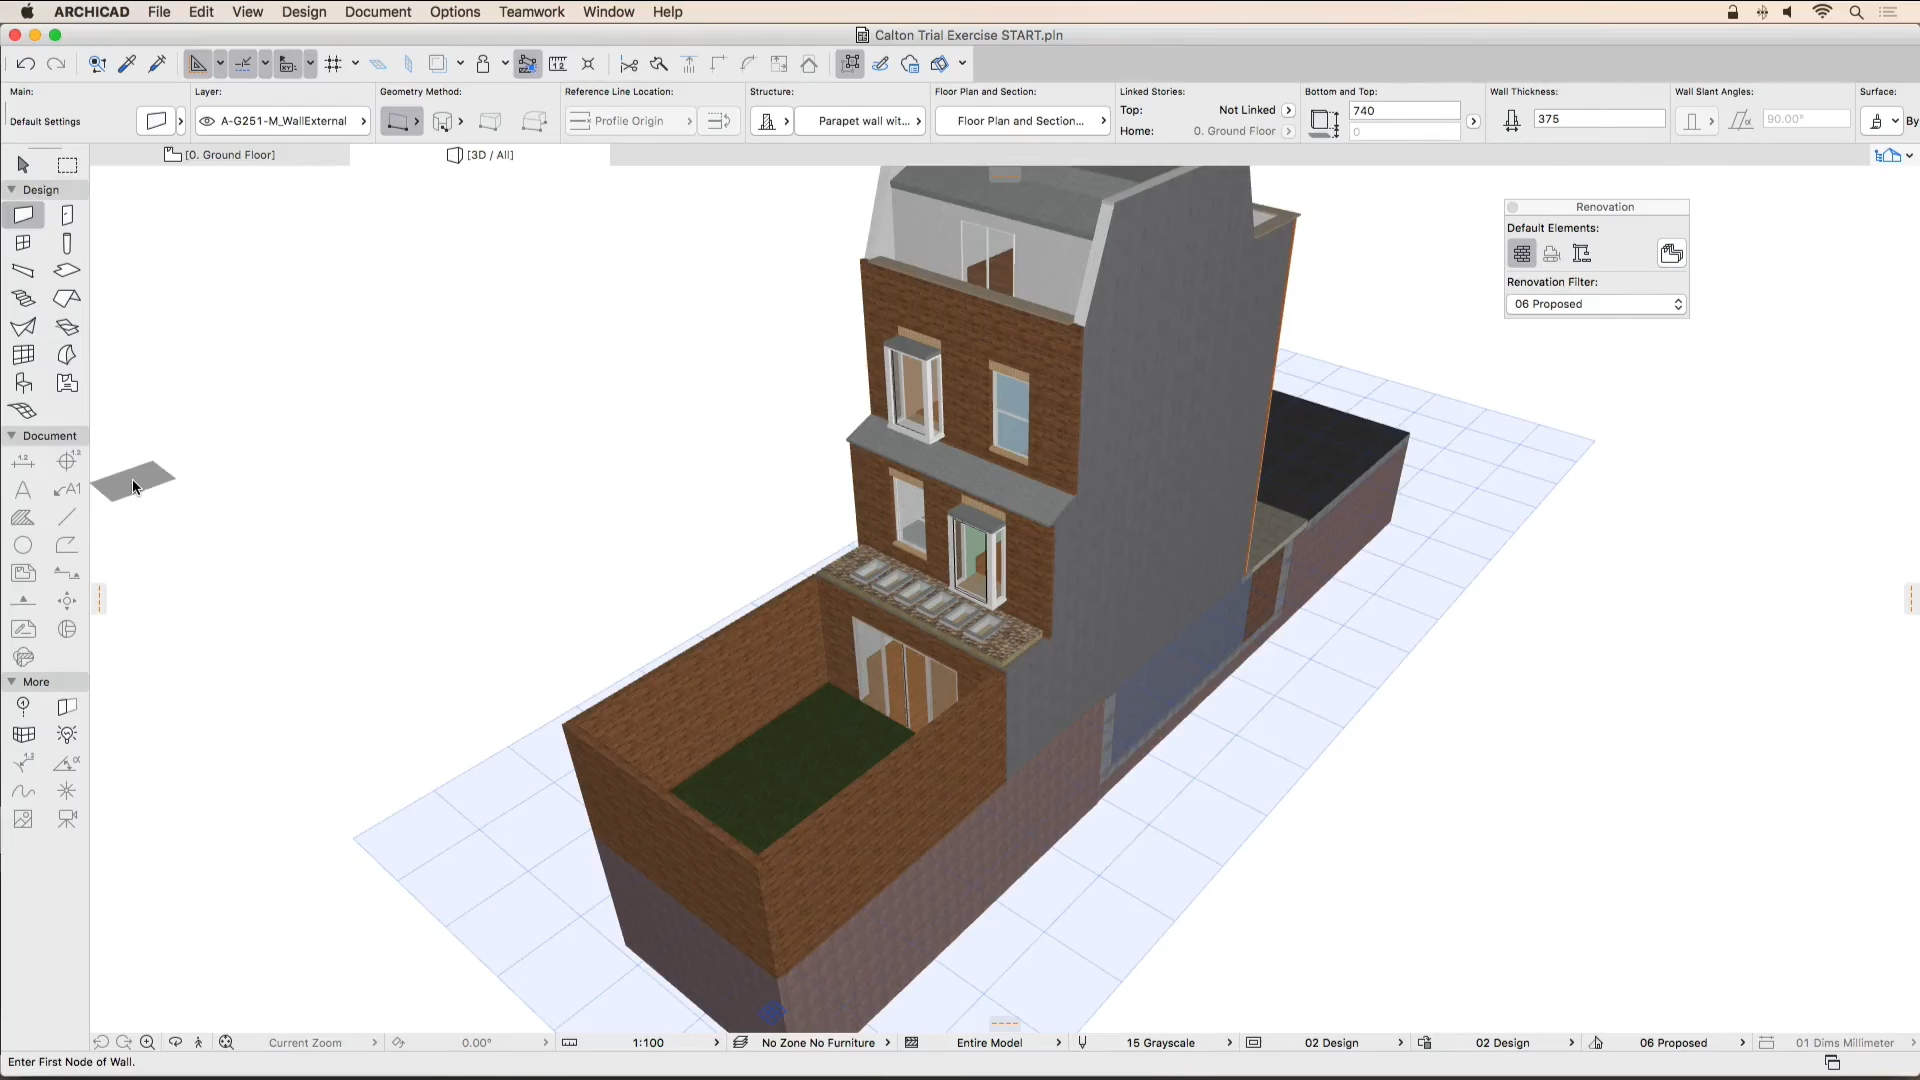 ARCHICAD File Edit View Design Document Options Teamwork Window Help
Calton Trial Exercise START.pln
Main: Layer: Geometry Method: Reference Line Location: Structure: Floor Plan and Section: Linked Stories: Bottom and Top: Wall Thickness: Wall Slant Angles: Surface:
Top: Not Linked 740
Default Settings A-G251-M_WallExternal Profile Origin Parapet wall wit... Floor Plan and Section... 375 90.00° By
Home: 0. Ground Floor 0
[0. Ground Floor] [3D / All]
Design
Renovation
Default Elements:
Renovation Filter:
06 Proposed
Document
More
Current Zoom 0.00° 1:100 No Zone No Furniture Entire Model 15 Grayscale 02 Design 02 Design 06 Proposed 01 Dims Millimeter
Enter First Node of Wall.